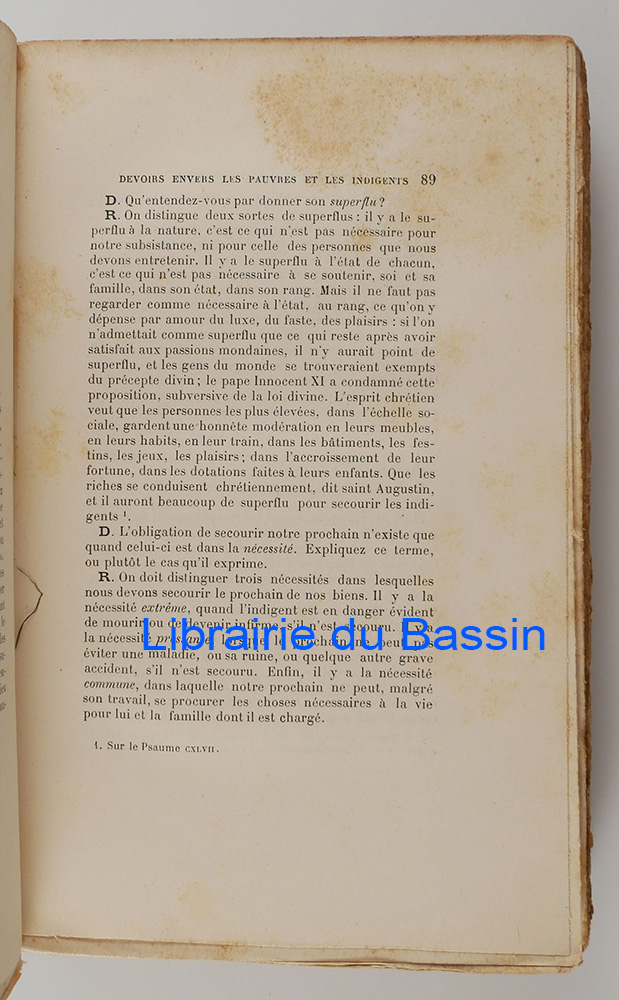 DEVOIRS ENVERS LES PAUVRES ET LES INDIGENTS 89
D. Qu'entendez-vous par donner son superflu ?
R. On distingue deux sortes de superflus : il y a le su-
perflu à la nature, c'est ce qui n'est pas nécessaire pour
notre subsistance, ni pour celle des personnes que nous
devons entretenir. Il y a le superflu à l'état de chacun,
c'est ce qui n'est pas nécessaire à se soutenir, soi et sa
famille, dans son état, dans son rang. Mais il ne faut pas
regarder comme nécessaire à l'état, au rang, ce qu'on y
dépense par amour du luxe, du faste, des plaisirs : si l'on
n'admettait comme superflu que ce qui reste après avoir
satisfait aux passions mondaines, il n'y aurait point de
superflu, et les gens du monde se trouveraient exempts
du précepte divin ; le pape Innocent XI a condamné cette
proposition, subversive de la loi divine. L'esprit chrétien
veut que les personnes les plus élevées, dans l'échelle so-
ciale, gardent une honnête modération en leurs meubles,
en leurs habits, en leur train, dans les bâtiments, les fes-
tins, les jeux, les plaisirs ; dans l'accroissement de leur
fortune, dans les dotations faites à leurs enfants. Que les
riches se conduisent chrétiennement, dit saint Augustin,
et il auront beaucoup de superflu pour secourir les indi-
gents 1.
D. L'obligation de secourir notre prochain n'existe que
quand celui-ci est dans la nécessité. Expliquez ce terme,
ou plutôt le cas qu'il exprime.
R. On doit distinguer trois nécessités dans lesquelles
nous devons secourir le prochain de nos biens. Il y a la
nécessité extrême, quand l'indigent est en danger évident
de mourir ou de devenir infirme, s'il n'est secouru. Il y a
la nécessité pressante lorsque le prochain ne peut pas
éviter une maladie, ou sa ruine, ou quelque autre grave
accident, s'il n'est secouru. Enfin, il y a la nécessité
commune, dans laquelle notre prochain ne peut, malgré
son travail, se procurer les choses nécessaires à la vie
pour lui et la famille dont il est chargé.
1. Sur le Psaume CXLVII.
Librairie du Bassin